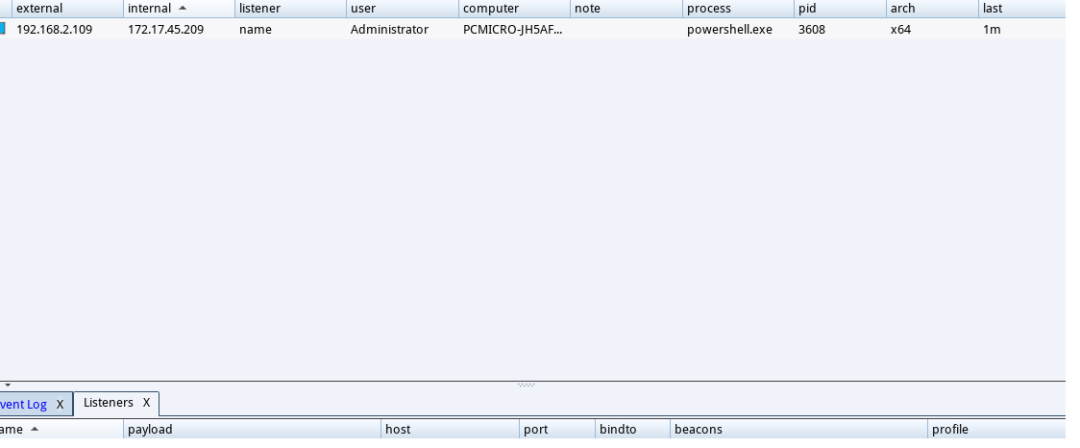 external internal listener user computer note process pid arch last
192.168.2.109 172.17.45.209 name Administrator PCMICRO-JH5AF... powershell.exe 3608 x64 1m
vent Log X Listeners X
ame payload host port bindto beacons profile